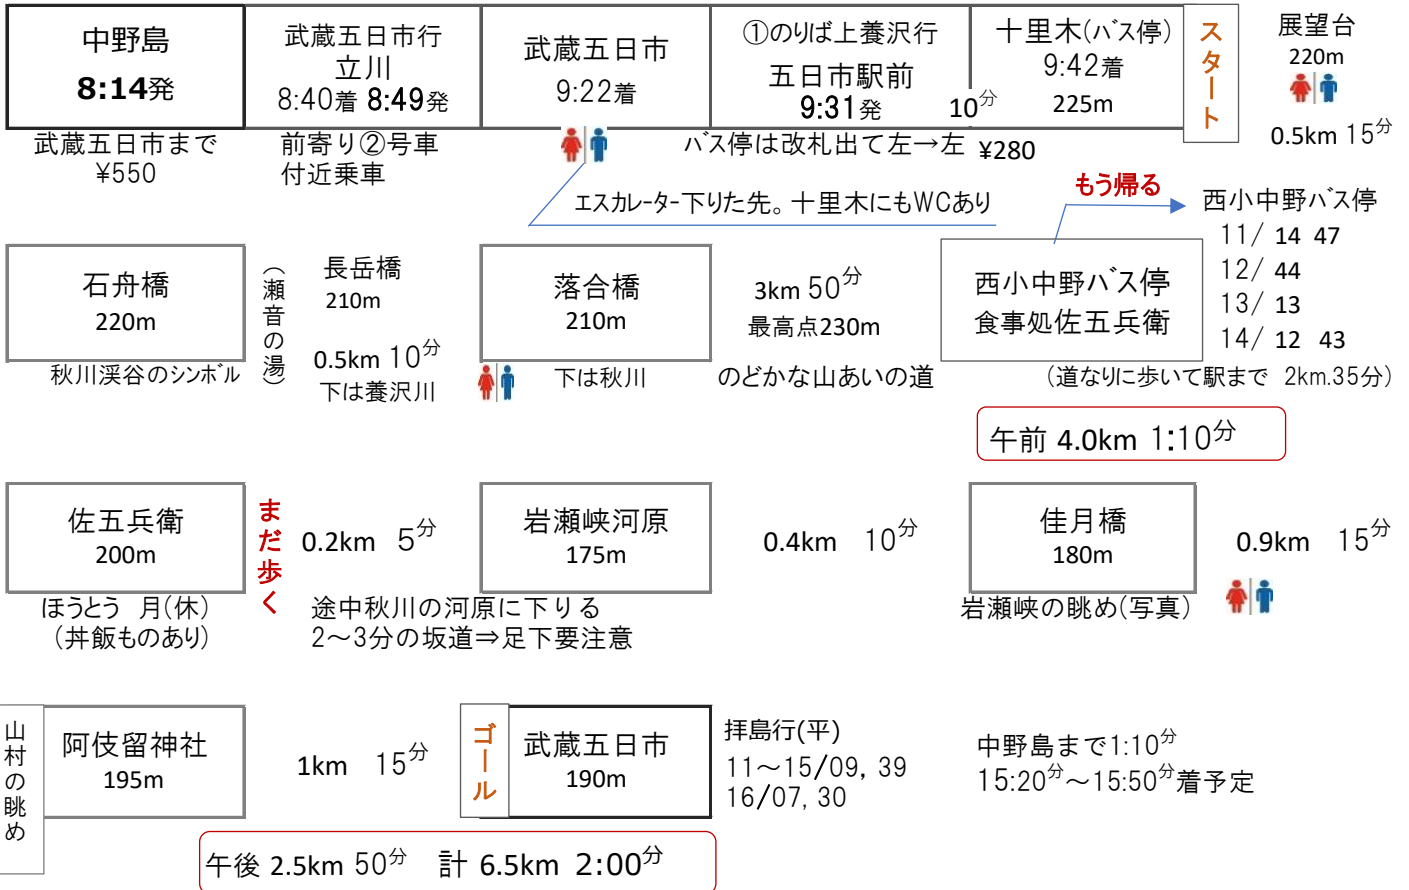 中野島
8:14発
武蔵五日市行
立川
8:40着 8:49発
武蔵五日市
9:22着
①のりば上養沢行
五日市駅前
9:31発
10分
十里木(バス停)
9:42着
225m
スタート
展望台
220m
0.5km 15分
武蔵五日市まで
¥550
前寄り②号車
付近乗車
バス停は改札出て左→左
¥280
エスカレーター下りた先。十里木にもWCあり
もう帰る
西小中野バス停
11/ 14 47
12/ 44
13/ 13
14/ 12 43
石舟橋
220m
秋川渓谷のシンボル
（瀬音の湯）
長岳橋
210m
0.5km 10分
下は養沢川
落合橋
210m
下は秋川
3km 50分
最高点230m
のどかな山あいの道
西小中野バス停
食事処佐五兵衛
（道なりに歩いて駅まで 2km.35分）
午前 4.0km 1:10分
佐五兵衛
200m
ほうとう 月(休)
（丼飯ものあり）
まだ歩く
0.2km 5分
途中秋川の河原に下りる
2～3分の坂道⇒足下要注意
岩瀬峡河原
175m
0.4km 10分
佳月橋
180m
岩瀬峡の眺め(写真)
0.9km 15分
山村の眺め
阿伎留神社
195m
1km 15分
ゴール
武蔵五日市
190m
拝島行(平)
11～15/09, 39
16/07, 30
中野島まで1:10分
15:20分～15:50分着予定
午後 2.5km 50分 計 6.5km 2:00分